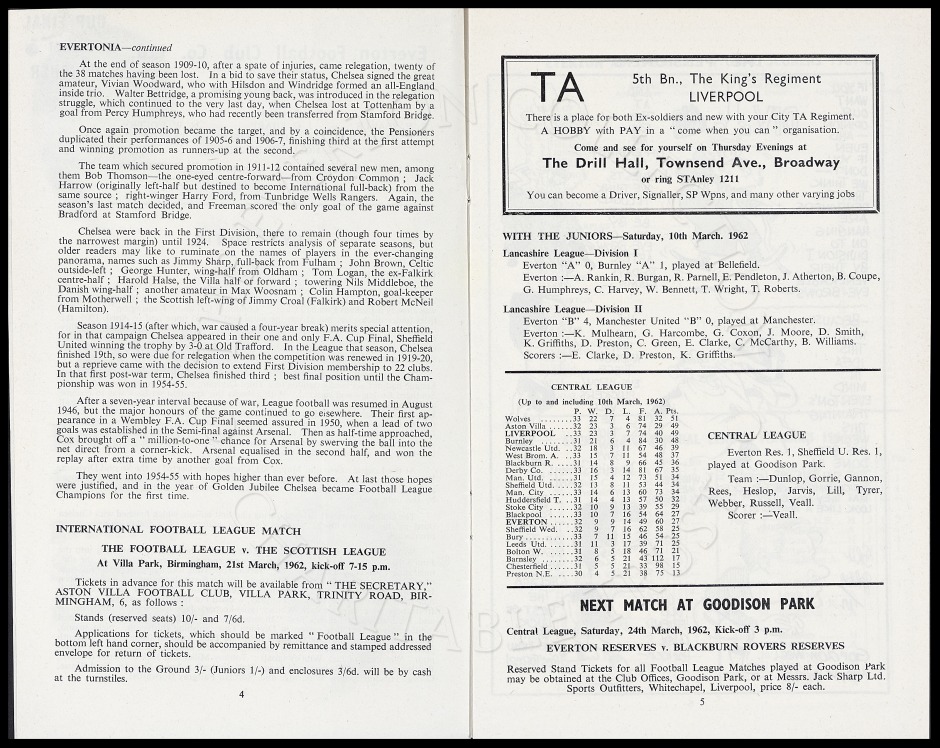 EVERTONIA—continued
At the end of season 1909-10, after a spate of injuries, came relegation, twenty of
the 38 matches having been lost. In a bid to save their status, Chelsea signed the great
amateur, Vivian Woodward, who with Hilsdon and Windridge formed an all-England
inside trio. Walter Bettridge, a promising young back, was introduced in the relegation
struggle, which continued to the very last day, when Chelsea lost at Tottenham by a
goal from Percy Humphreys, who had recently been transferred from Stamford Bridge.
Once again promotion became the target, and by a coincidence, the Pensioners
duplicated their performances of 1905-6 and 1906-7, finishing third at the first attempt
and winning promotion as runners-up at the second.
The team which secured promotion in 1911-12 contained several new men, among
them Bob Thomson—the one-eyed centre-forward—from Croydon Common ; Jack
Harrow (originally left-half but destined to become International full-back) from the
same source ; right-winger Harry Ford, from Tunbridge Wells Rangers. Again, the
season's last match decided, and Freeman scored the only goal of the game against
Bradford at Stamford Bridge.
Chelsea were back in the First Division, there to remain (though four times by
the narrowest margin) until 1924. Space restricts analysis of separate seasons, but
older readers may like to ruminate on the names of players in the ever-changing
panorama, names such as Jimmy Sharp, full-back from Fulham ; John Brown, Celtic
outside-left ; George Hunter, wing-half from Oldham ; Tom Logan, the ex-Falkirk
centre-half ; Harold Halse, the Villa half or forward ; towering Nils Middleboe, the
Danish wing-half ; another amateur in Max Woosnam ; Colin Hampton, goal-keeper
from Motherwell ; the Scottish left-wing of Jimmy Croal (Falkirk) and Robert McNeil
(Hamilton).
Season 1914-15 (after which, war caused a four-year break) merits special attention,
for in that campaign Chelsea appeared in their one and only F.A. Cup Final, Sheffield
United winning the trophy by 3-0 at Old Trafford. In the League that season, Chelsea
finished 19th, so were due for relegation when the competition was renewed in 1919-20,
but a reprieve came with the decision to extend First Division membership to 22 clubs.
In that first post-war term, Chelsea finished third ; best final position until the Cham-
pionship was won in 1954-55.
After a seven-year interval because of war, League football was resumed in August
1946, but the major honours of the game continued to go elsewhere. Their first ap-
pearance in a Wembley F.A. Cup Final seemed assured in 1950, when a lead of two
goals was established in the Semi-final against Arsenal. Then as half-time approached,
Cox brought off a " million-to-one " chance for Arsenal by swerving the ball into the
net direct from a corner-kick. Arsenal equalised in the second half, and won the
replay after extra time by another goal from Cox.
They went into 1954-55 with hopes higher than ever before. At last those hopes
were justified, and in the year of Golden Jubilee Chelsea became Football League
Champions for the first time.
INTERNATIONAL FOOTBALL LEAGUE MATCH
THE FOOTBALL LEAGUE v. THE SCOTTISH LEAGUE
At Villa Park, Birmingham, 21st March, 1962, kick-off 7-15 p.m.
Tickets in advance for this match will be available from " THE SECRETARY,"
ASTON VILLA FOOTBALL CLUB, VILLA PARK, TRINITY ROAD, BIR-
MINGHAM, 6, as follows :
Stands (reserved seats) 10/- and 7/6d.
Applications for tickets, which should be marked " Football League " in the
bottom left hand corner, should be accompanied by remittance and stamped addressed
envelope for return of tickets.
Admission to the Ground 3/- (Juniors 1/-) and enclosures 3/6d. will be by cash
at the turnstiles.
4
TA
5th Bn., The King's Regiment
LIVERPOOL
There is a place for both Ex-soldiers and new with your City TA Regiment.
A HOBBY with PAY in a " come when you can " organisation.
Come and see for yourself on Thursday Evenings at
The Drill Hall, Townsend Ave., Broadway
or ring STAnley 1211
You can become a Driver, Signaller, SP Wpns, and many other varying jobs
WITH THE JUNIORS—Saturday, 10th March. 1962
Lancashire League—Division I
Everton "A" 0, Burnley "A" 1, played at Bellefield.
Everton :—A. Rankin, R. Burgan, R. Parnell, E. Pendleton, J. Atherton, B. Coupe,
G. Humphreys, C. Harvey, W. Bennett, T. Wright, T. Roberts.
Lancashire League—Division II
Everton "B" 4, Manchester United "B" 0, played at Manchester.
Everton :—K. Mulhearn, G. Harcombe, G. Coxon, J. Moore, D. Smith,
K. Griffiths, D. Preston, C. Green, E. Clarke, C. McCarthy, B. Williams.
Scorers :—E. Clarke, D. Preston, K. Griffiths.
CENTRAL LEAGUE
(Up to and including 10th March, 1962)
P. W. D. L. F. A. Pts.
Wolves ........33 22 7 4 81 32 51
Aston Villa .....32 23 3 6 74 29 49
LIVERPOOL ..33 23 3 7 74 40 49
Burnley ........31 21 6 4 84 30 48
Newcastle Utd. ..32 18 3 11 67 46 39
West Brom. A. ..33 15 7 11 54 48 37
Blackburn R. ....31 14 8 9 66 45 36
Derby Co. ......33 16 3 14 81 67 35
Man. Utd. ......31 15 4 12 73 51 34
Sheffield Utd. ...32 13 8 11 53 44 34
Man. City ......33 14 6 13 60 73 34
Huddersfield T. ..31 14 4 13 57 50 32
Stoke City ......32 10 9 13 39 55 29
Blackpool ......33 10 7 16 54 64 27
EVERTON ......32 9 9 14 49 60 27
Sheffield Wed. ...32 9 7 16 62 58 25
Bury ...........33 7 11 15 46 54 25
Leeds Utd. ......31 11 3 17 39 71 25
Bolton W. ......31 8 5 18 46 71 21
Barnsley ........32 6 5 21 43 112 17
Chesterfield ......31 5 5 21 33 98 15
Preston N.E. ....30 4 5 21 38 75 13
CENTRAL LEAGUE
Everton Res. 1, Sheffield U. Res. 1,
played at Goodison Park.
Team :—Dunlop, Gorrie, Gannon,
Rees, Heslop, Jarvis, Lill, Tyrer,
Webber, Russell, Veall.
Scorer :—Veall.
NEXT MATCH AT GOODISON PARK
Central League, Saturday, 24th March, 1962, Kick-off 3 p.m.
EVERTON RESERVES v. BLACKBURN ROVERS RESERVES
Reserved Stand Tickets for all Football League Matches played at Goodison Park
may be obtained at the Club Offices, Goodison Park, or at Messrs. Jack Sharp Ltd.
Sports Outfitters, Whitechapel, Liverpool, price 8/- each.
5